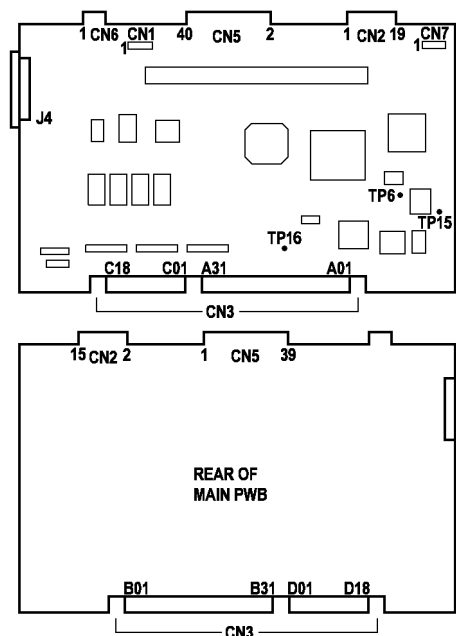 1 CN6 CN1 40 CN5 2 1 CN2 19 CN7
1 1
J4
TP6
TP15
TP16
C18 C01 A31 A01
CN3
15 CN2 2 1 CN5 39
REAR OF
MAIN PWB
B01 B31 D01 D18
CN3